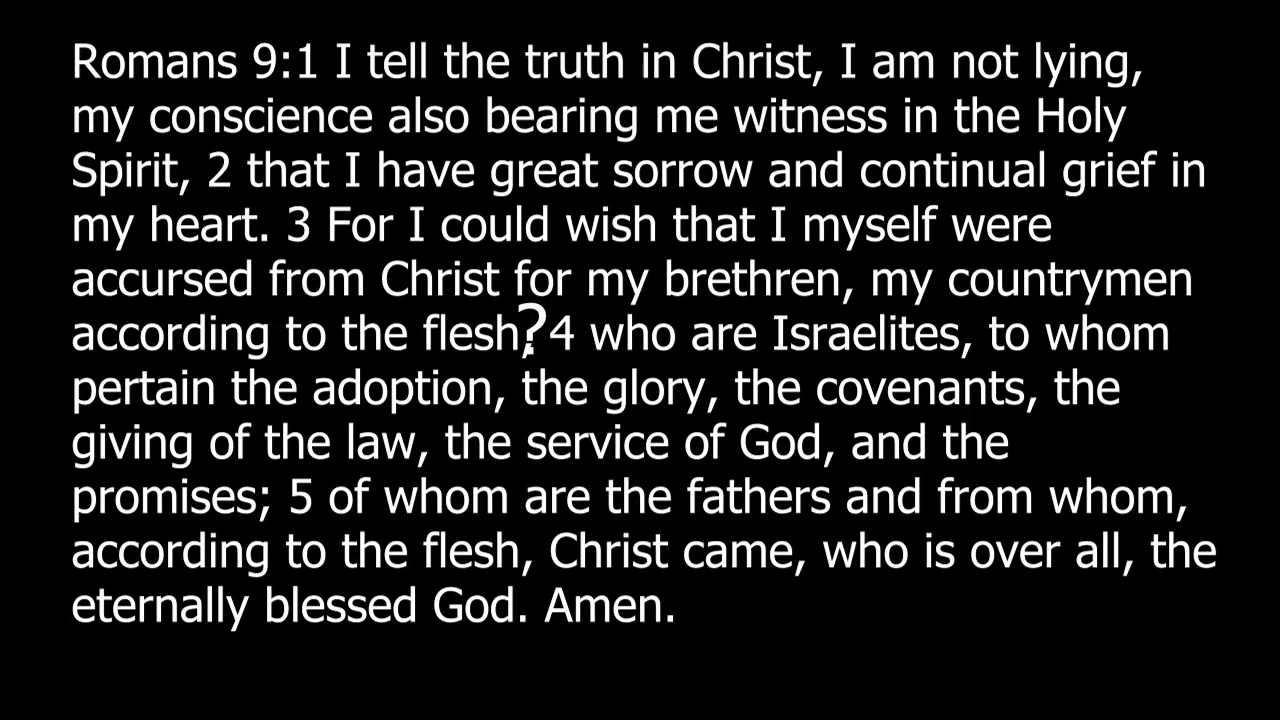 Romans 9:1 I tell the truth in Christ, I am not lying,
my conscience also bearing me witness in the Holy
Spirit, 2 that I have great sorrow and continual grief in
my heart. 3 For I could wish that I myself were
accursed from Christ for my brethren, my countrymen
according to the flesh,? 4 who are Israelites, to whom
pertain the adoption, the glory, the covenants, the
giving of the law, the service of God, and the
promises; 5 of whom are the fathers and from whom,
according to the flesh, Christ came, who is over all, the
eternally blessed God. Amen.